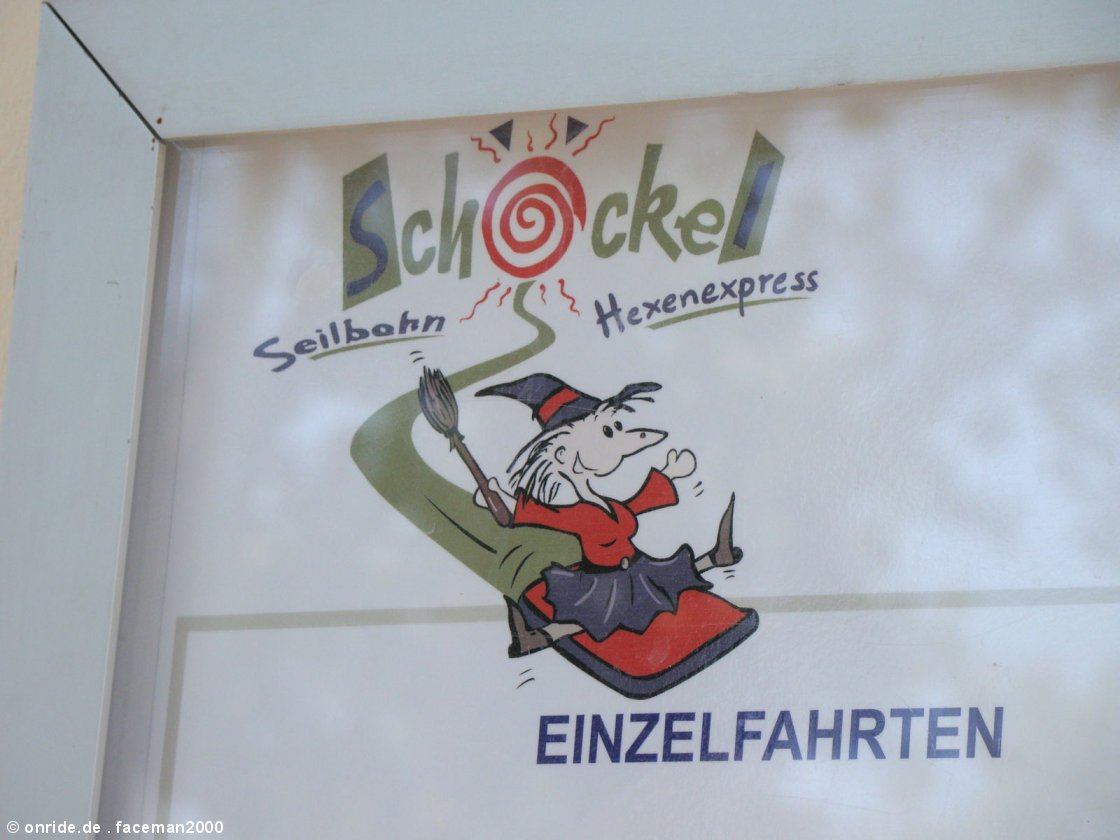 Schöckel
Seilbahn Hexenexpress
EINZELFAHRTEN
© onride.de . faceman2000